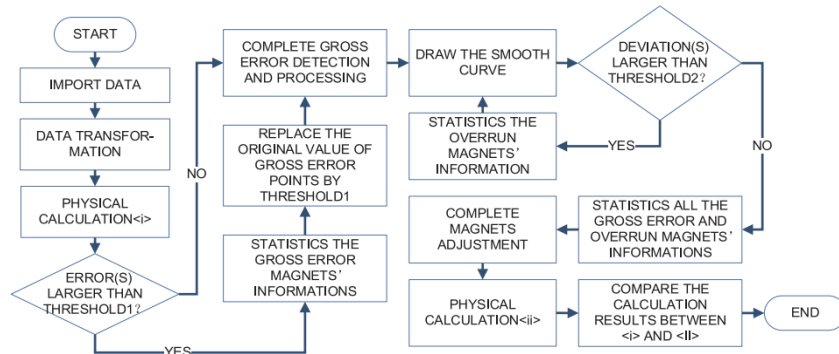 START
IMPORT DATA
DATA TRANSFOR-
MATION
PHYSICAL
CALCULATION<i>
ERROR(S)
LARGER THAN
THRESHOLD1?
YES
NO
STATISTICS THE
GROSS ERROR
MAGNETS'
INFORMATIONS
REPLACE THE
ORIGINAL VALUE OF
GROSS ERROR
POINTS BY
THRESHOLD1
COMPLETE GROSS
ERROR DETECTION
AND PROCESSING
DRAW THE SMOOTH
CURVE
DEVIATION(S)
LARGER THAN
THRESHOLD2?
YES
STATISTICS THE
OVERRUN
MAGNETS'
INFORMATION
NO
STATISTICS ALL THE
GROSS ERROR AND
OVERRUN MAGNETS'
INFORMATIONS
COMPLETE
MAGNETS
ADJUSTMENT
PHYSICAL
CALCULATION<ii>
COMPARE THE
CALCULATION
RESULTS BETWEEN
<i> AND <II>
END